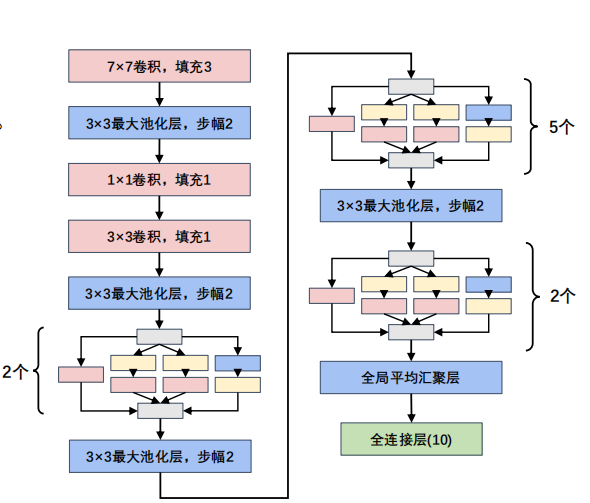 7×7卷积，填充3
。
3×3最大池化层，步幅2
1×1卷积，填充1
3×3卷积，填充1
3×3最大池化层，步幅2
2个
3×3最大池化层，步幅2
5个
3×3最大池化层，步幅2
2个
全局平均汇聚层
全连接层(10)